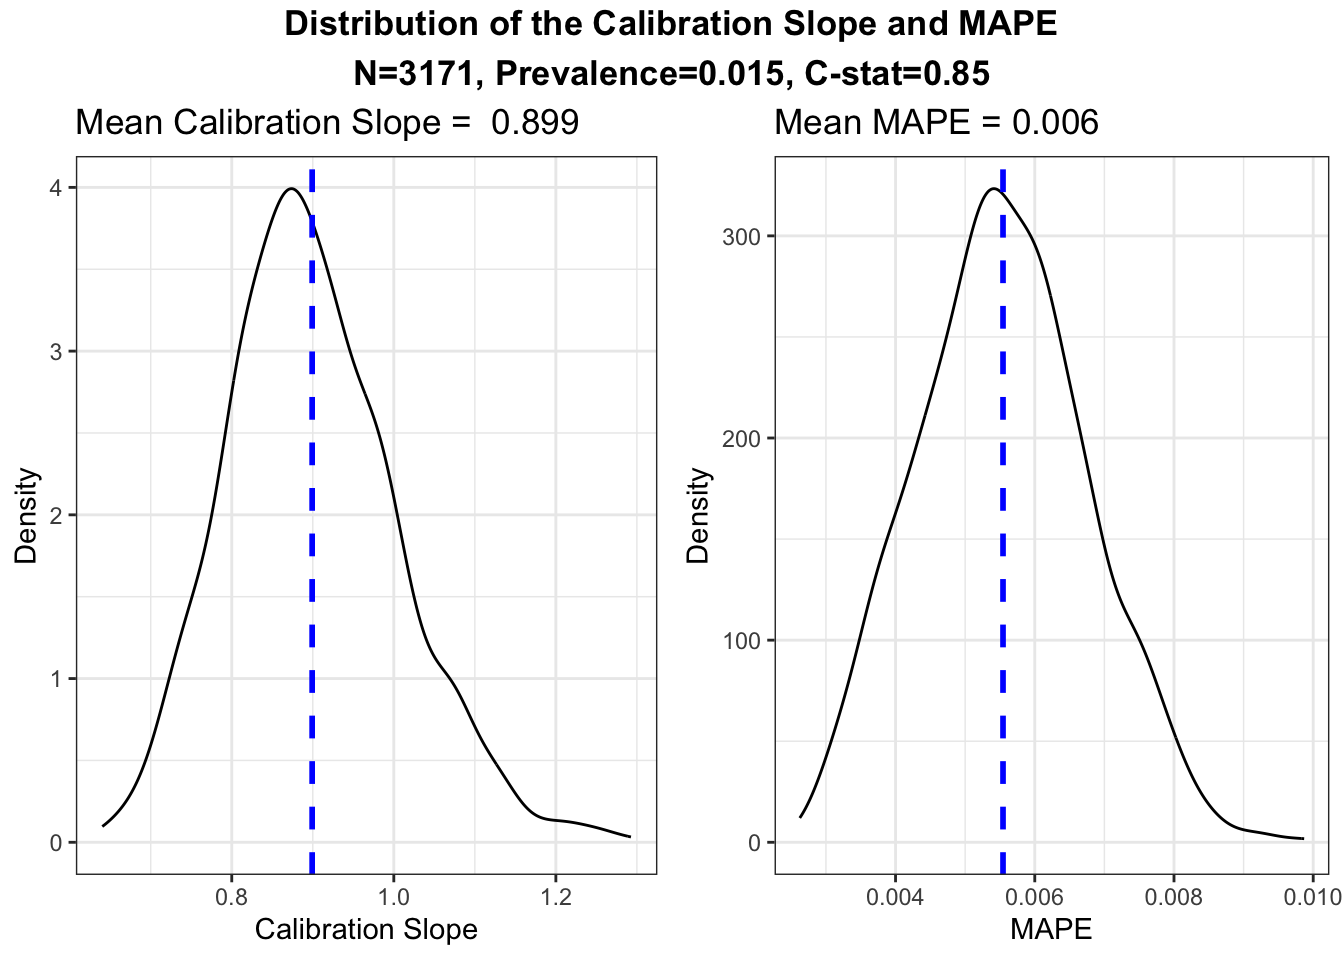 Distribution of the Calibration Slope and MAPE
N=3171, Prevalence=0.015, C-stat=0.85
Mean Calibration Slope =  0.899
4
3
2
1
0
Density
0.8
1.0
1.2
Calibration Slope
Mean MAPE = 0.006
300
200
100
0
Density
0.004
0.006
0.008
0.010
MAPE